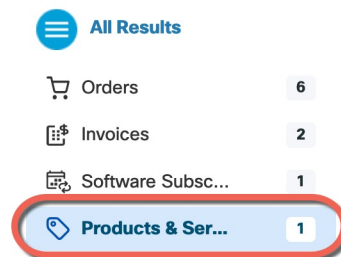 All Results
Orders 6
Invoices 2
Software Subsc... 1
Products & Ser... 1